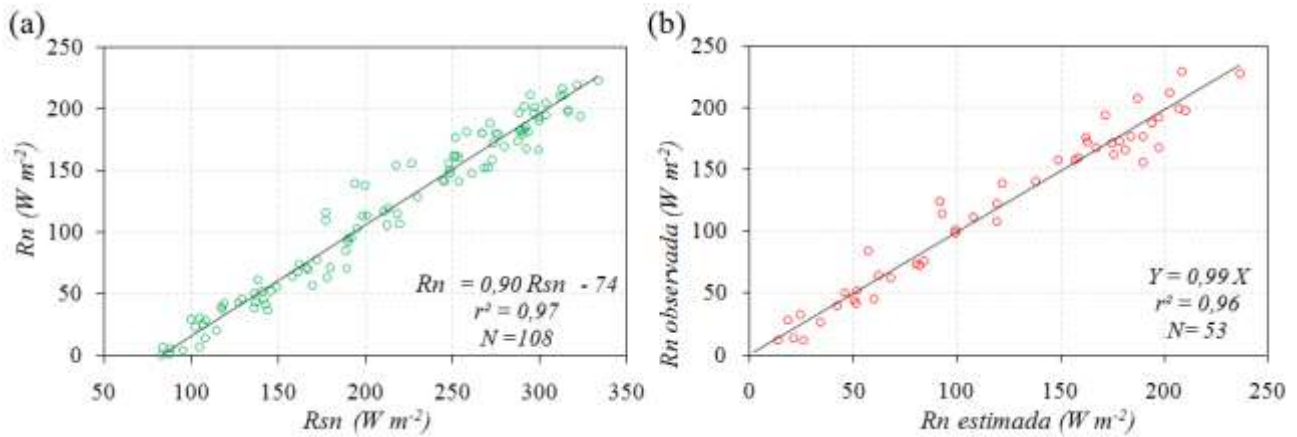 (a)
250
200
150
100
50
0
50 100 150 200 250 300 350
Rn (W m⁻²)
Rsn (W m⁻²)
Rn = 0,90 Rsn - 74
r² = 0,97
N =108
(b)
250
200
150
100
50
0
0 50 100 150 200 250
Rn observada (W m⁻²)
Rn estimada (W m⁻²)
Y = 0,99 X
r² = 0,96
N= 53